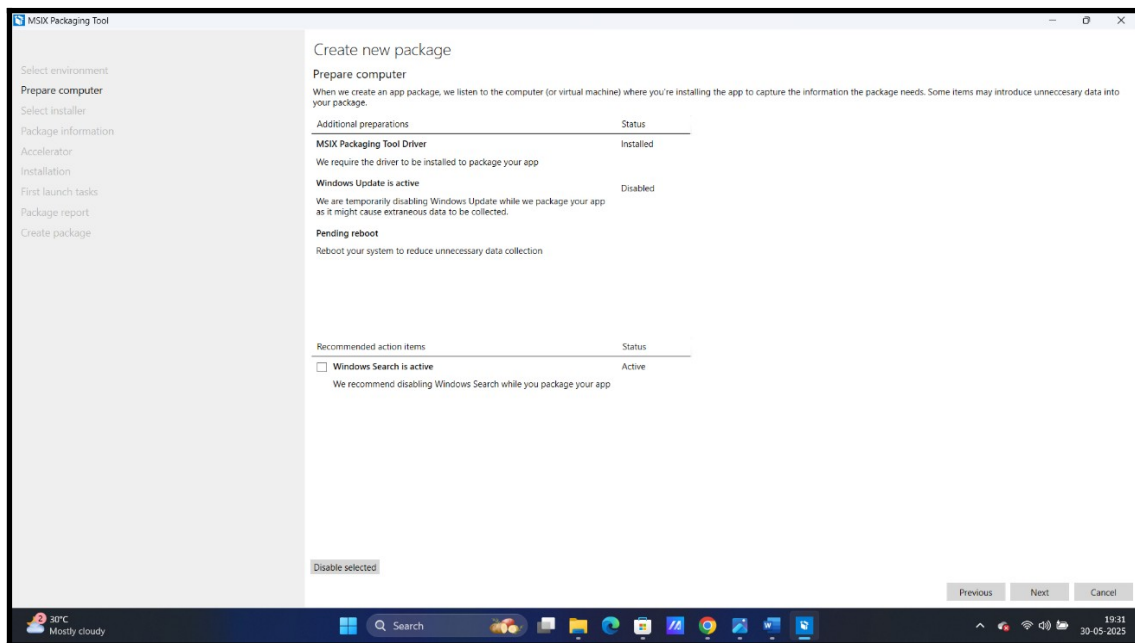 MSIX Packaging Tool
Create new package
Select environment
Prepare computer
Select installer
Package information
Accelerator
Installation
First launch tasks
Package report
Create package
Prepare computer
When we create an app package, we listen to the computer (or virtual machine) where you're installing the app to capture the information the package needs. Some items may introduce unneccesary data into
your package.
Additional preparations Status
MSIX Packaging Tool Driver Installed
We require the driver to be installed to package your app
Windows Update is active Disabled
We are temporarily disabling Windows Update while we package your app
as it might cause extraneous data to be collected.
Pending reboot
Reboot your system to reduce unnecessary data collection
Recommended action items Status
Windows Search is active Active
We recommend disabling Windows Search while you package your app
Disable selected
Previous Next Cancel
2 30°C
Mostly cloudy
Search
19:31
30-05-2025